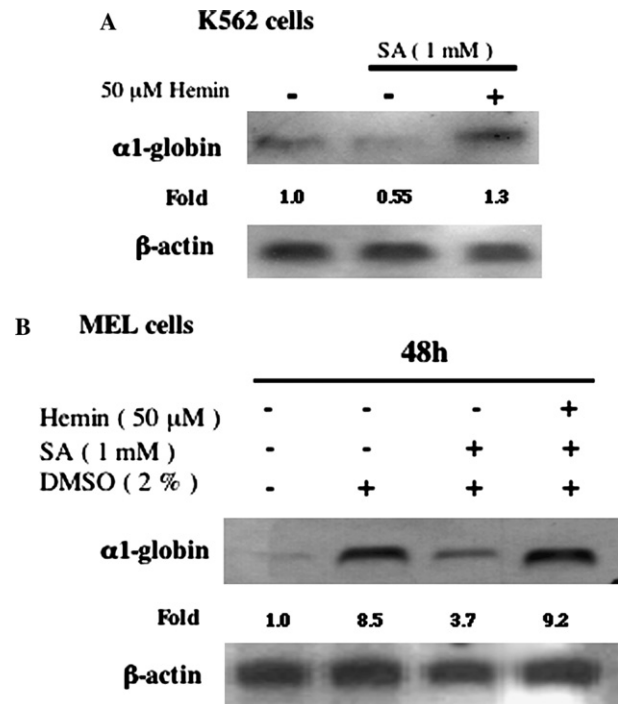 A K562 cells
SA ( 1 mM )
50 μM Hemin - - +
α1-globin
Fold 1.0 0.55 1.3
β-actin
B MEL cells
48h
Hemin ( 50 μM ) - - - +
SA ( 1 mM ) - - + +
DMSO ( 2 % ) - + + +
α1-globin
Fold 1.0 8.5 3.7 9.2
β-actin